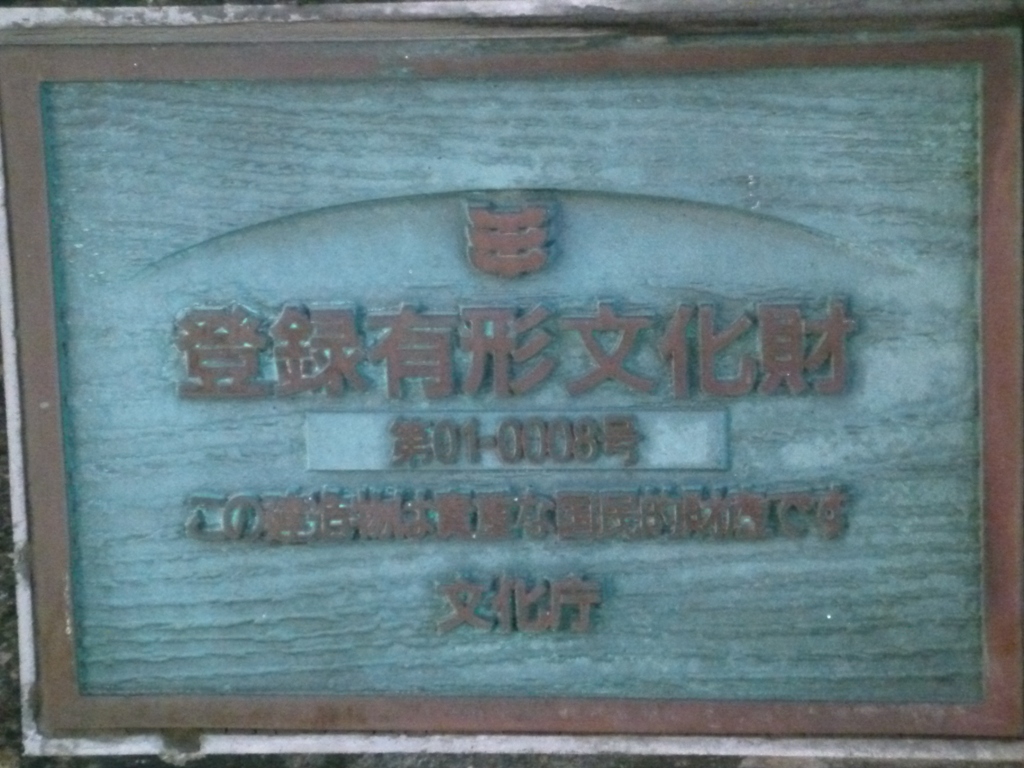 登録有形文化財
第01-0008号
この建造物は貴重な国民的財産です
文化庁